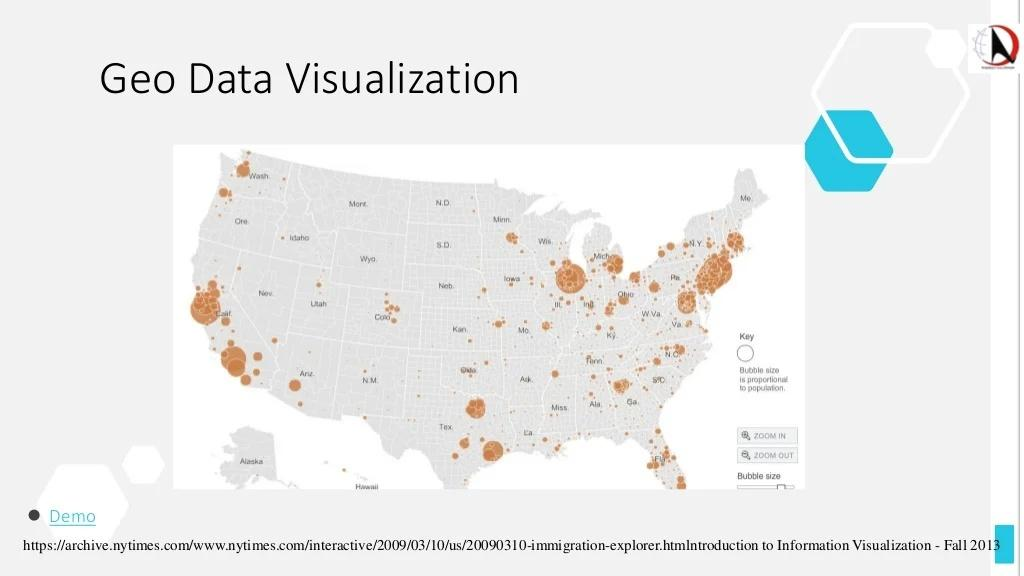 Geo Data Visualization
Wash.
Me.
Mont.
N.D.
Minn.
Ore.
Idaho
S.D.
Wis.
N.Y.
Mich.
Wyo.
Iowa
Pa.
Nev.
Neb.
Utah
Ill.
Ind.
Ohio
Calif.
Colo.
W.Va.
Kan.
Mo.
Ky.
Va.
Key
Bubble size
is proportional
to population.
N.C.
Tenn.
Ariz.
N.M.
Okla.
Ark.
S.C.
Miss.
Ala.
Ga.
Tex.
La.
ZOOM IN
ZOOM OUT
Alaska
Fla.
Bubble size
Hawaii
Demo
https://archive.nytimes.com/www.nytimes.com/interactive/2009/03/10/us/20090310-immigration-explorer.htmlntroduction to Information Visualization - Fall 2013